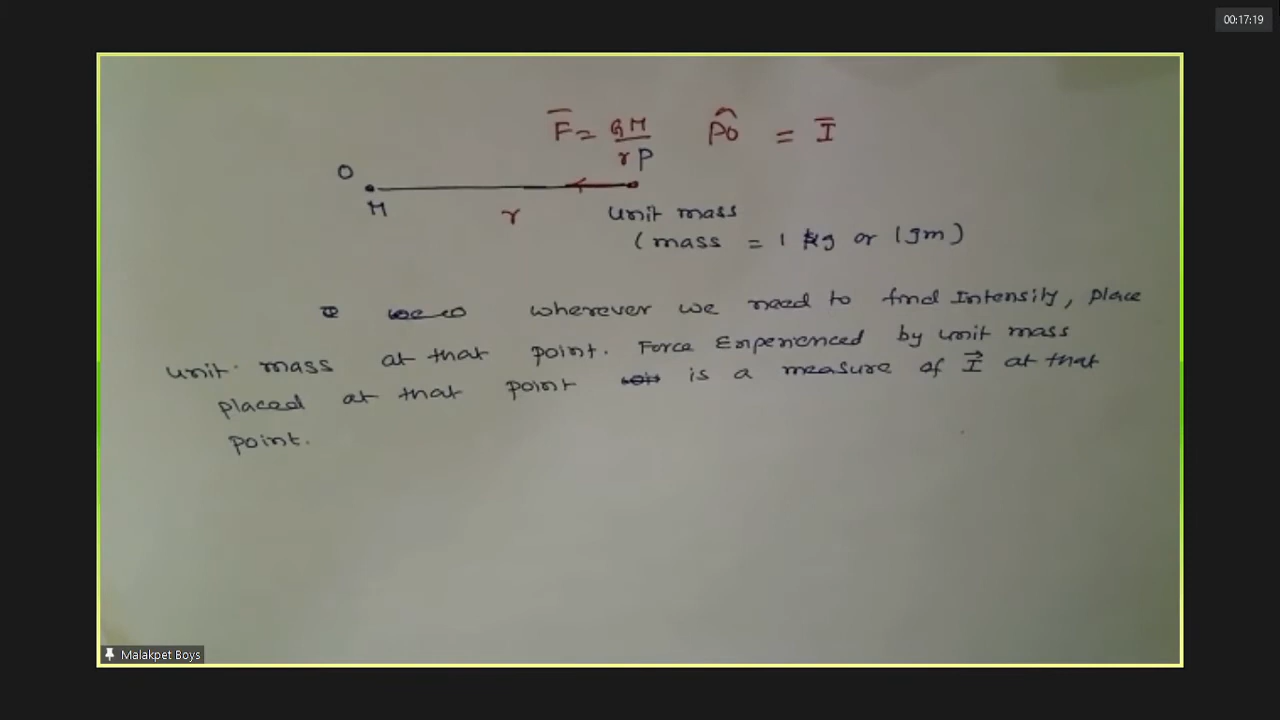 00:17:19
F̅ = GM/r P̂O = I̅
O P
M r unit mass
(mass = 1 kg or 1gm)
wherever we need to find Intensity, place
unit mass at that point. Force Enperienced by unit mass
placed at that point is a measure of I⃗ at that
point.
Malakpet Boys